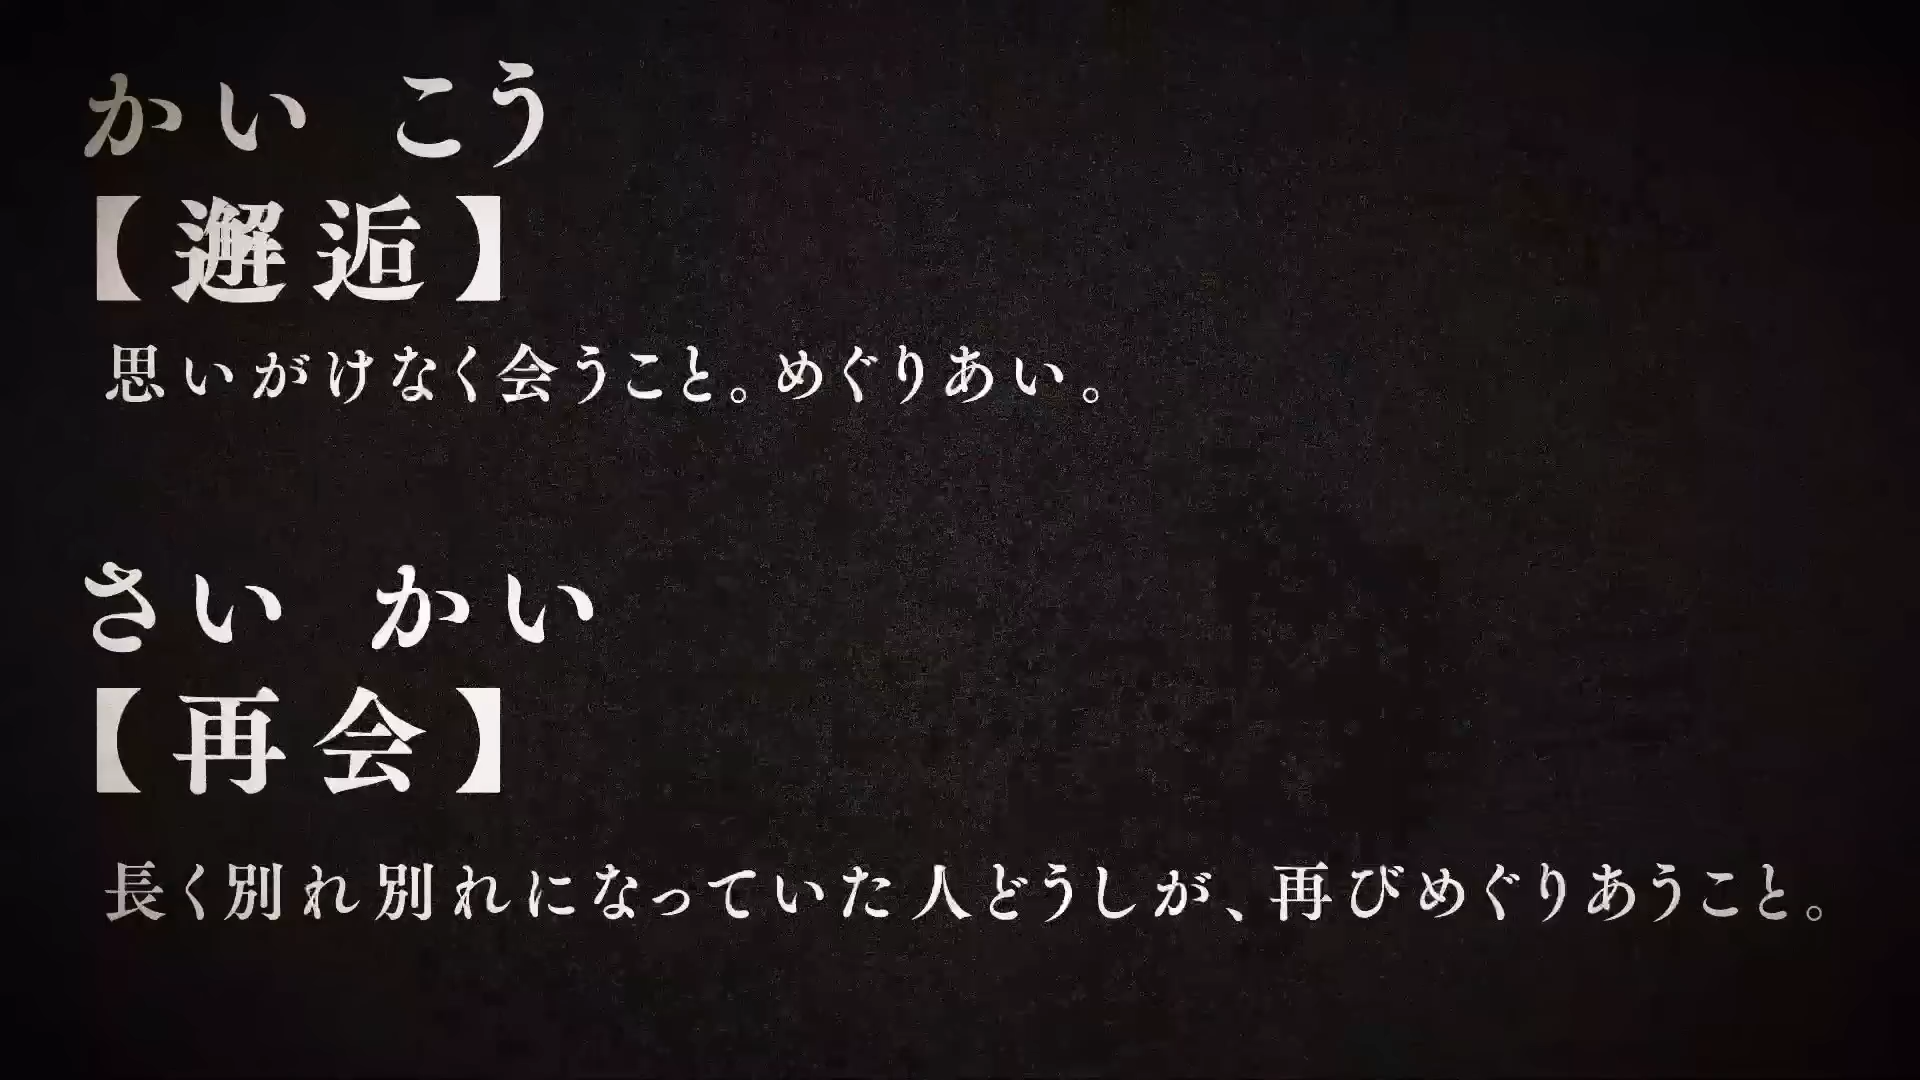 かい こう
【邂逅】
思いがけなく会うこと。めぐりあい。
さい かい
【再会】
長く別れ別れになっていた人どうしが、再びめぐりあうこと。